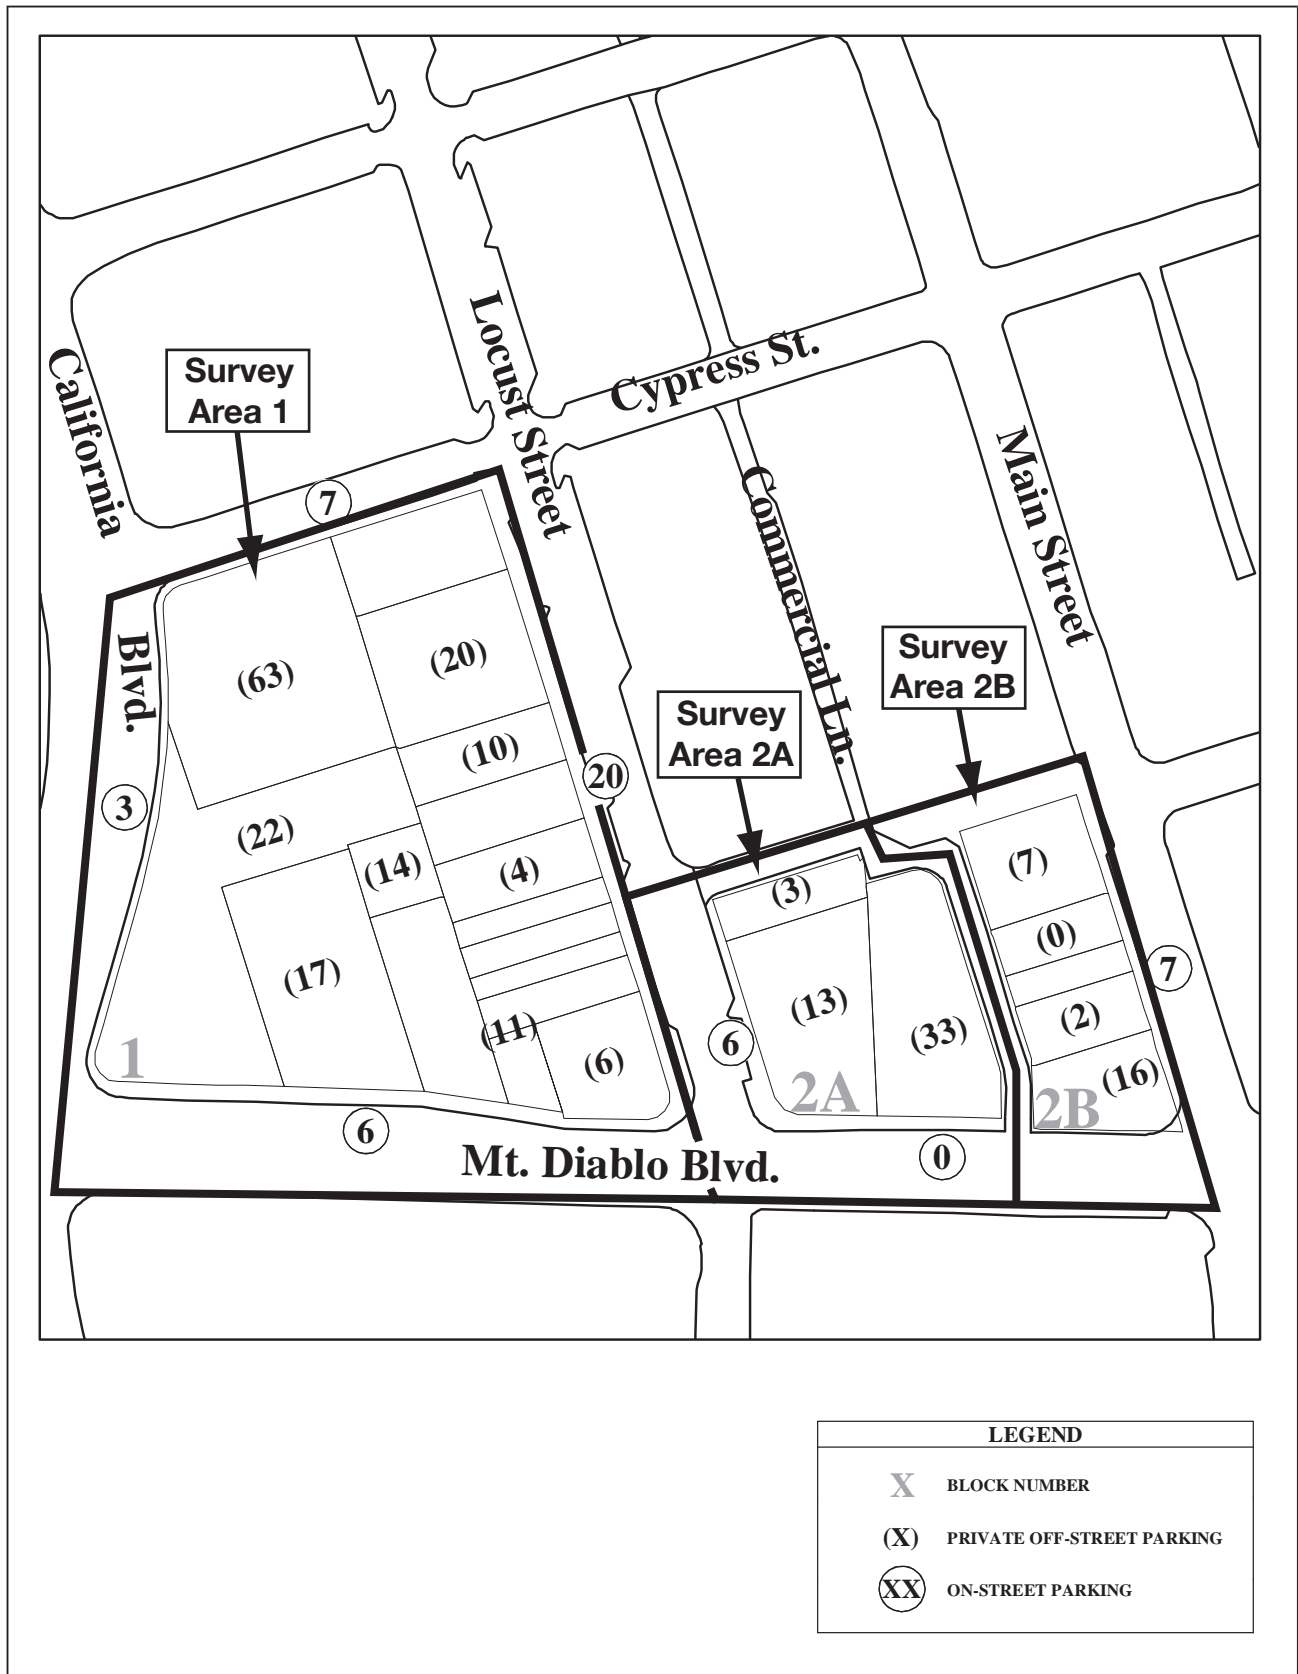 Survey
Area 1
California
Blvd.
Locust Street
Cypress St.
Commercial Ln.
Main Street
Survey
Area 2A
Survey
Area 2B
7
(63)
(20)
(10)
20
3
(22)
(14)
(4)
(17)
(11)
(6)
1
6
(3)
(13)
(33)
6
2A
0
(7)
(0)
7
(2)
(16)
2B
Mt. Diablo Blvd.
LEGEND
X BLOCK NUMBER
(X) PRIVATE OFF-STREET PARKING
XX ON-STREET PARKING